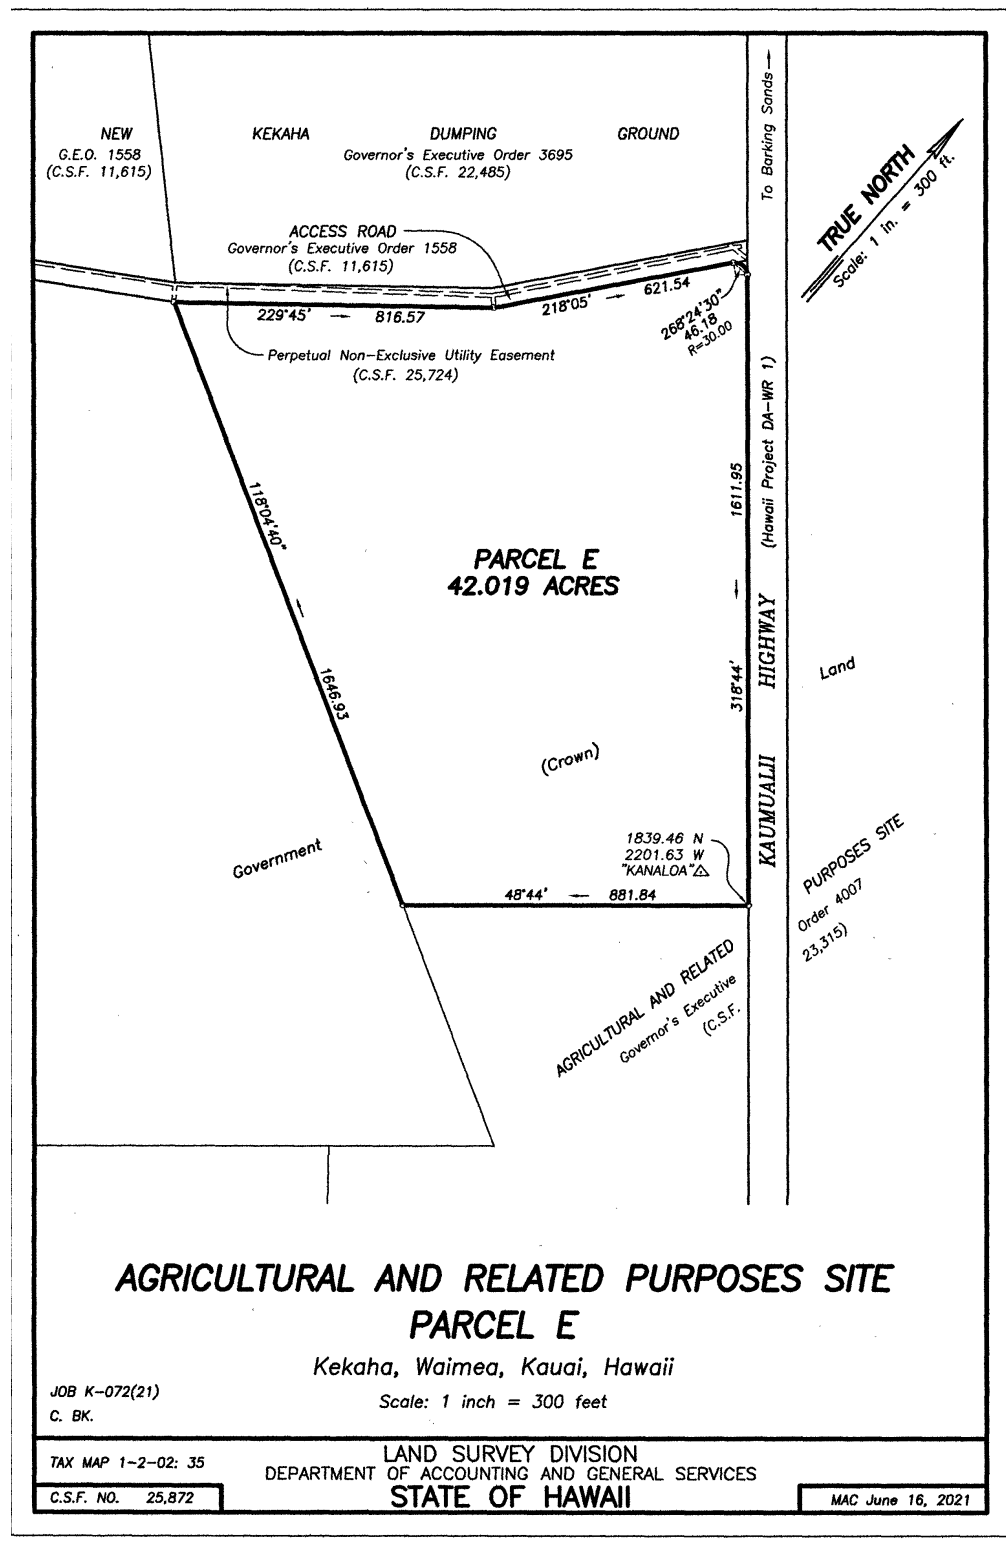 NEW KEKAHA DUMPING GROUND
G.E.O. 1558
(C.S.F. 11,615)
Governor's Executive Order 3695
(C.S.F. 22,485)
To Barking Sands
TRUE NORTH
Scale: 1 in. = 300 ft.
ACCESS ROAD
Governor's Executive Order 1558
(C.S.F. 11,615)
229°45' 816.57
218°05' 621.54
268°24'30"
46.18
R=30.00
Perpetual Non-Exclusive Utility Easement
(C.S.F. 25,724)
118°04'40" 1646.93
PARCEL E
42.019 ACRES
318°44' 1611.95
KAUMUALII HIGHWAY (Hawaii Project DA-WR 1)
Government (Crown) Land
1839.46 N
2201.63 W
"KANALOA"
48°44' 881.84
AGRICULTURAL AND RELATED PURPOSES SITE
Governor's Executive Order 4007
(C.S.F. 23,315)
AGRICULTURAL AND RELATED PURPOSES SITE
PARCEL E
Kekaha, Waimea, Kauai, Hawaii
Scale: 1 inch = 300 feet
JOB K-072(21)
C. BK.
TAX MAP 1-2-02: 35
C.S.F. NO. 25,872
LAND SURVEY DIVISION
DEPARTMENT OF ACCOUNTING AND GENERAL SERVICES
STATE OF HAWAII
MAC June 16, 2021